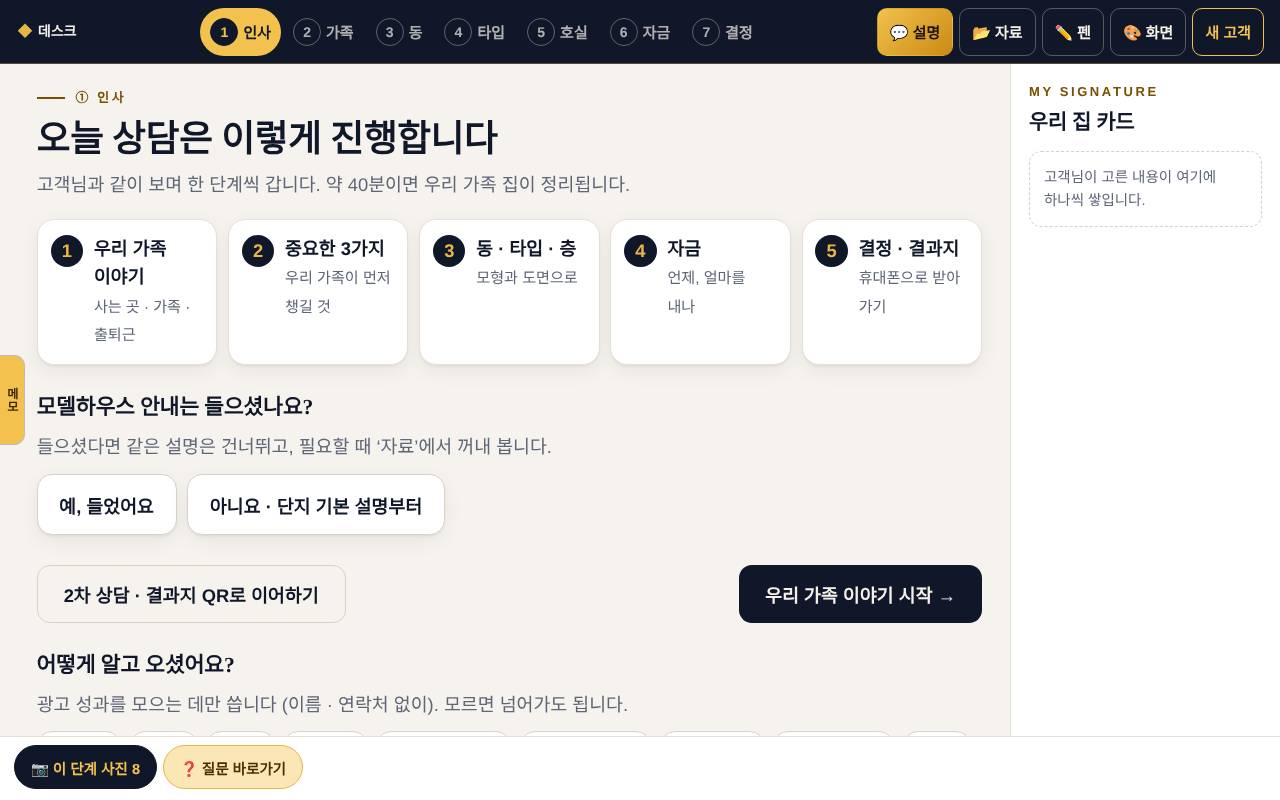 데스크
1 인사
2 가족
3 동
4 타입
5 호실
6 자금
7 결정
💬 설명
📂 자료
✏️ 펜
🎨 화면
새 고객
① 인사
오늘 상담은 이렇게 진행합니다
고객님과 같이 보며 한 단계씩 갑니다. 약 40분이면 우리 가족 집이 정리됩니다.
1 우리 가족
이야기
사는 곳 · 가족 ·
출퇴근
2 중요한 3가지
우리 가족이 먼저
챙길 것
3 동 · 타입 · 층
모형과 도면으로
4 자금
언제, 얼마를
내나
5 결정 · 결과지
휴대폰으로 받아
가기
메모
모델하우스 안내는 들으셨나요?
들으셨다면 같은 설명은 건너뛰고, 필요할 때 ‘자료’에서 꺼내 봅니다.
예, 들었어요
아니요 · 단지 기본 설명부터
2차 상담 · 결과지 QR로 이어하기
우리 가족 이야기 시작 →
어떻게 알고 오셨어요?
광고 성과를 모으는 데만 씁니다 (이름 · 연락처 없이). 모르면 넘어가도 됩니다.
MY SIGNATURE
우리 집 카드
고객님이 고른 내용이 여기에
하나씩 쌓입니다.
📷 이 단계 사진 8
❓ 질문 바로가기